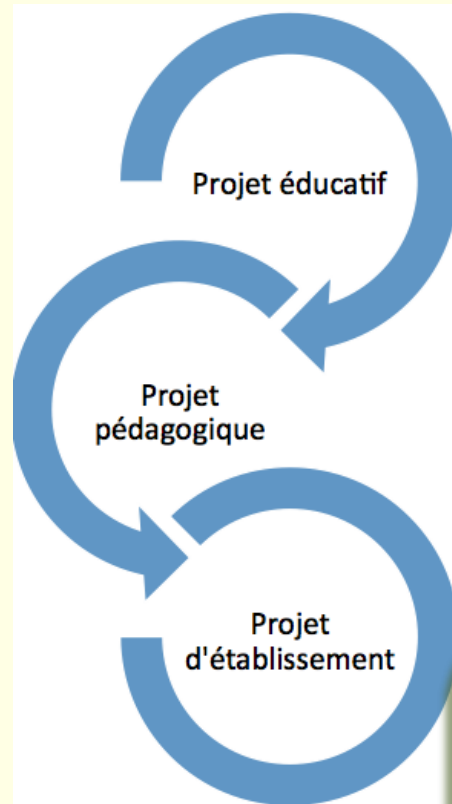 Projet éducatif
Projet
pédagogique
Projet
d'établissement